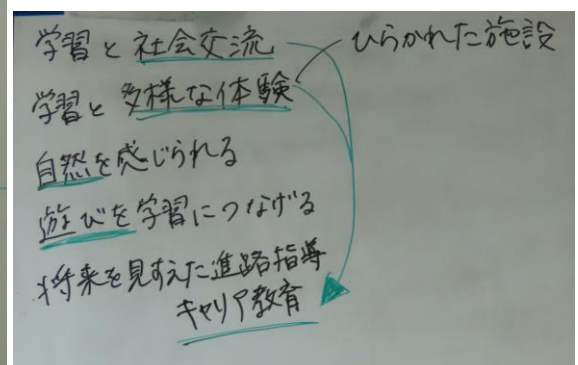 学習と社会交流 ひらかれた施設
学習と多様な体験
自然を感じられる
遊びを学習につなげる
将来を見すえた進路指導
キャリア教育